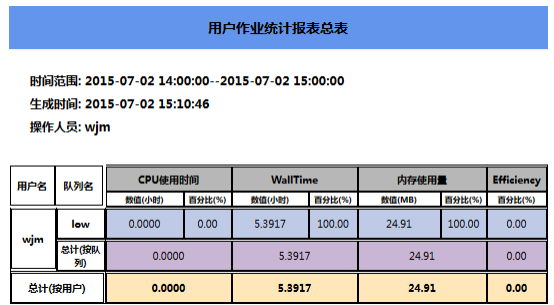 用户作业统计报表总表
时间范围: 2015-07-02 14:00:00--2015-07-02 15:00:00
生成时间: 2015-07-02 15:10:46
操作人员: wjm
用户名 队列名 CPU使用时间 WallTime 内存使用量 Efficiency
数值(小时) 百分比(%) 数值(小时) 百分比(%) 数值(MB) 百分比(%) 百分比(%)
wjm low 0.0000 0.00 5.3917 100.00 24.91 100.00 0.00
总计(按队列) 0.0000 5.3917 24.91 0.00
总计(按用户) 0.0000 5.3917 24.91 0.00